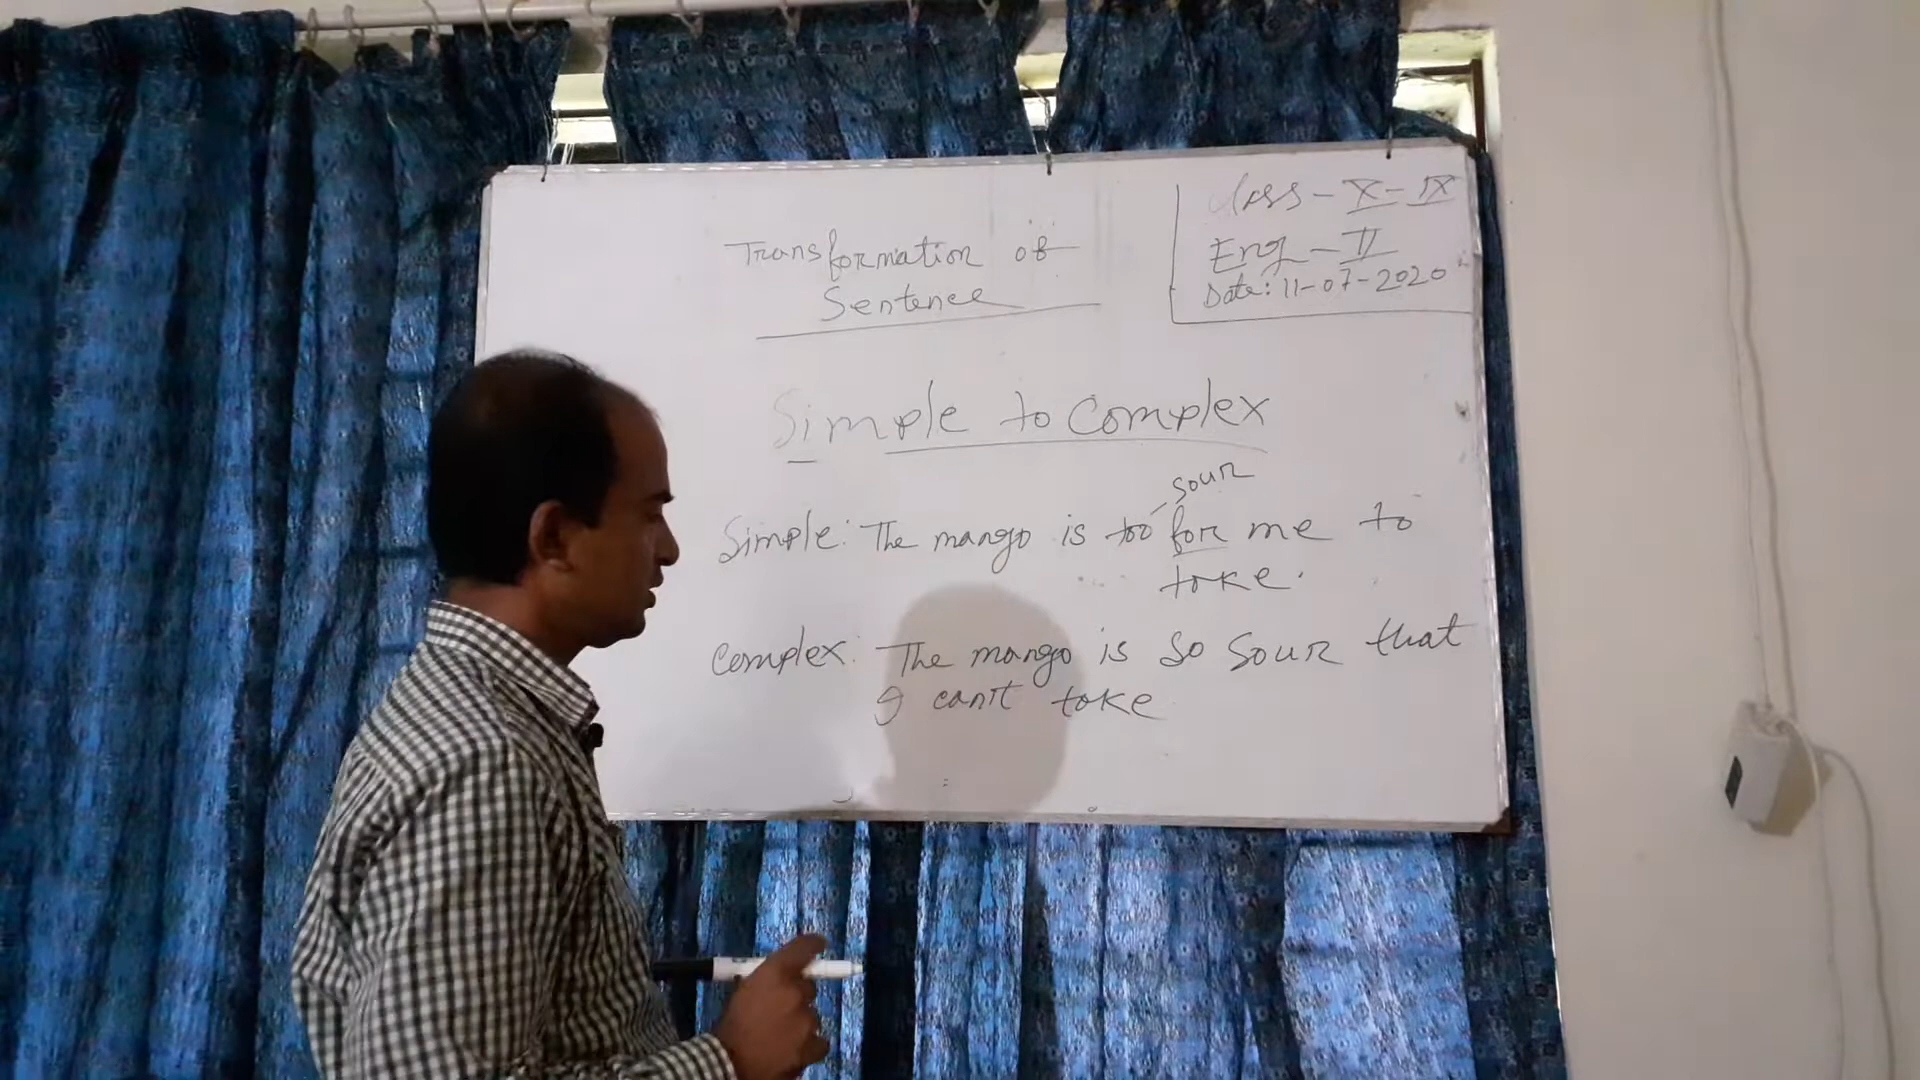 Transformation of
Sentence
Class - X - IX
Eng - II
Date: 11-07-2020
Simple to Complex
sour
Simple: The mango is too for me to
take.
Complex: The mango is so sour that
I can't take